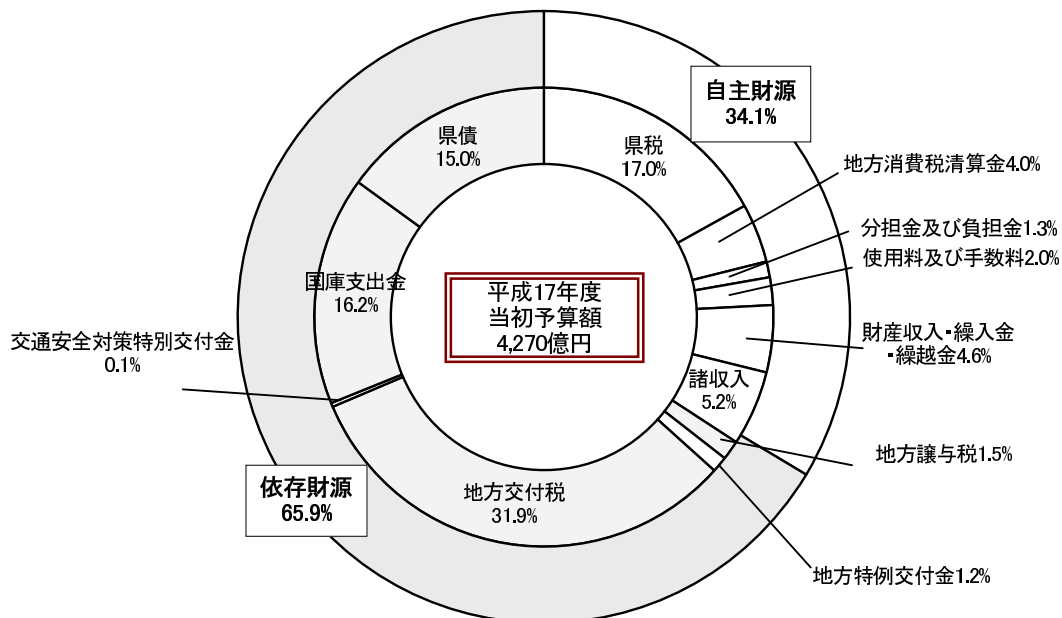 自主財源
34.1%
県債
15.0%
県税
17.0%
地方消費税清算金4.0%
分担金及び負担金1.3%
使用料及び手数料2.0%
国庫支出金
16.2%
平成17年度
当初予算額
4,270億円
交通安全対策特別交付金
0.1%
財産収入・繰入金
・繰越金4.6%
諸収入
5.2%
地方譲与税1.5%
依存財源
65.9%
地方交付税
31.9%
地方特例交付金1.2%